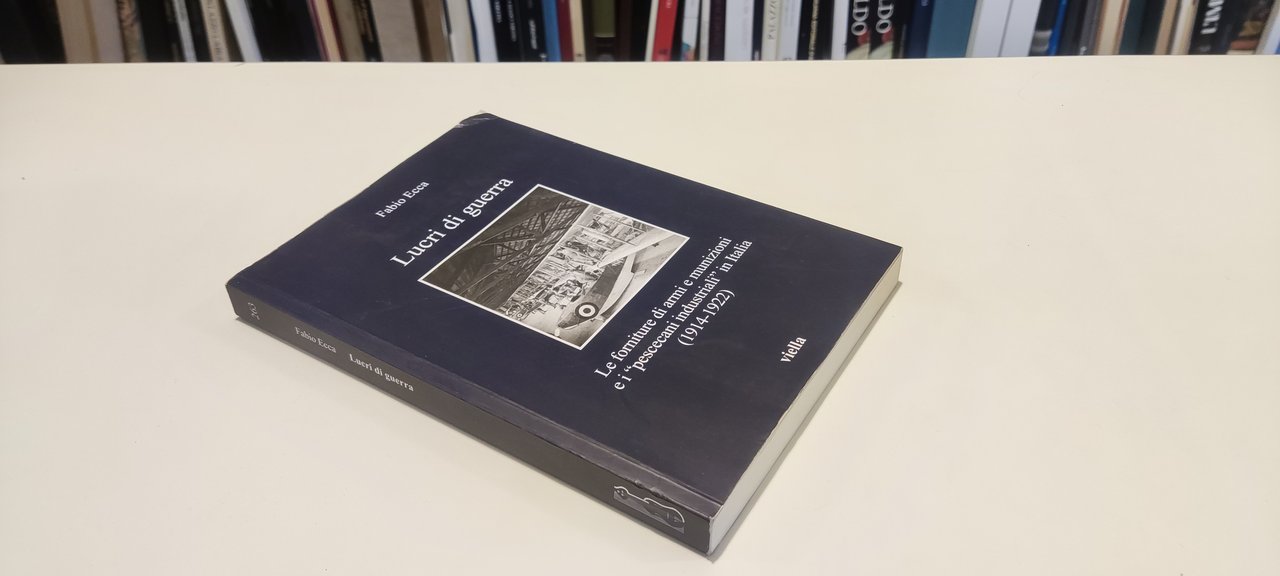 Fabio Ecca
Lucri di guerra
Le forniture di armi e munizioni
e i “pescecani industriali” in Italia
(1914-1922)
viella
263
Fabio Ecca
Lucri di guerra